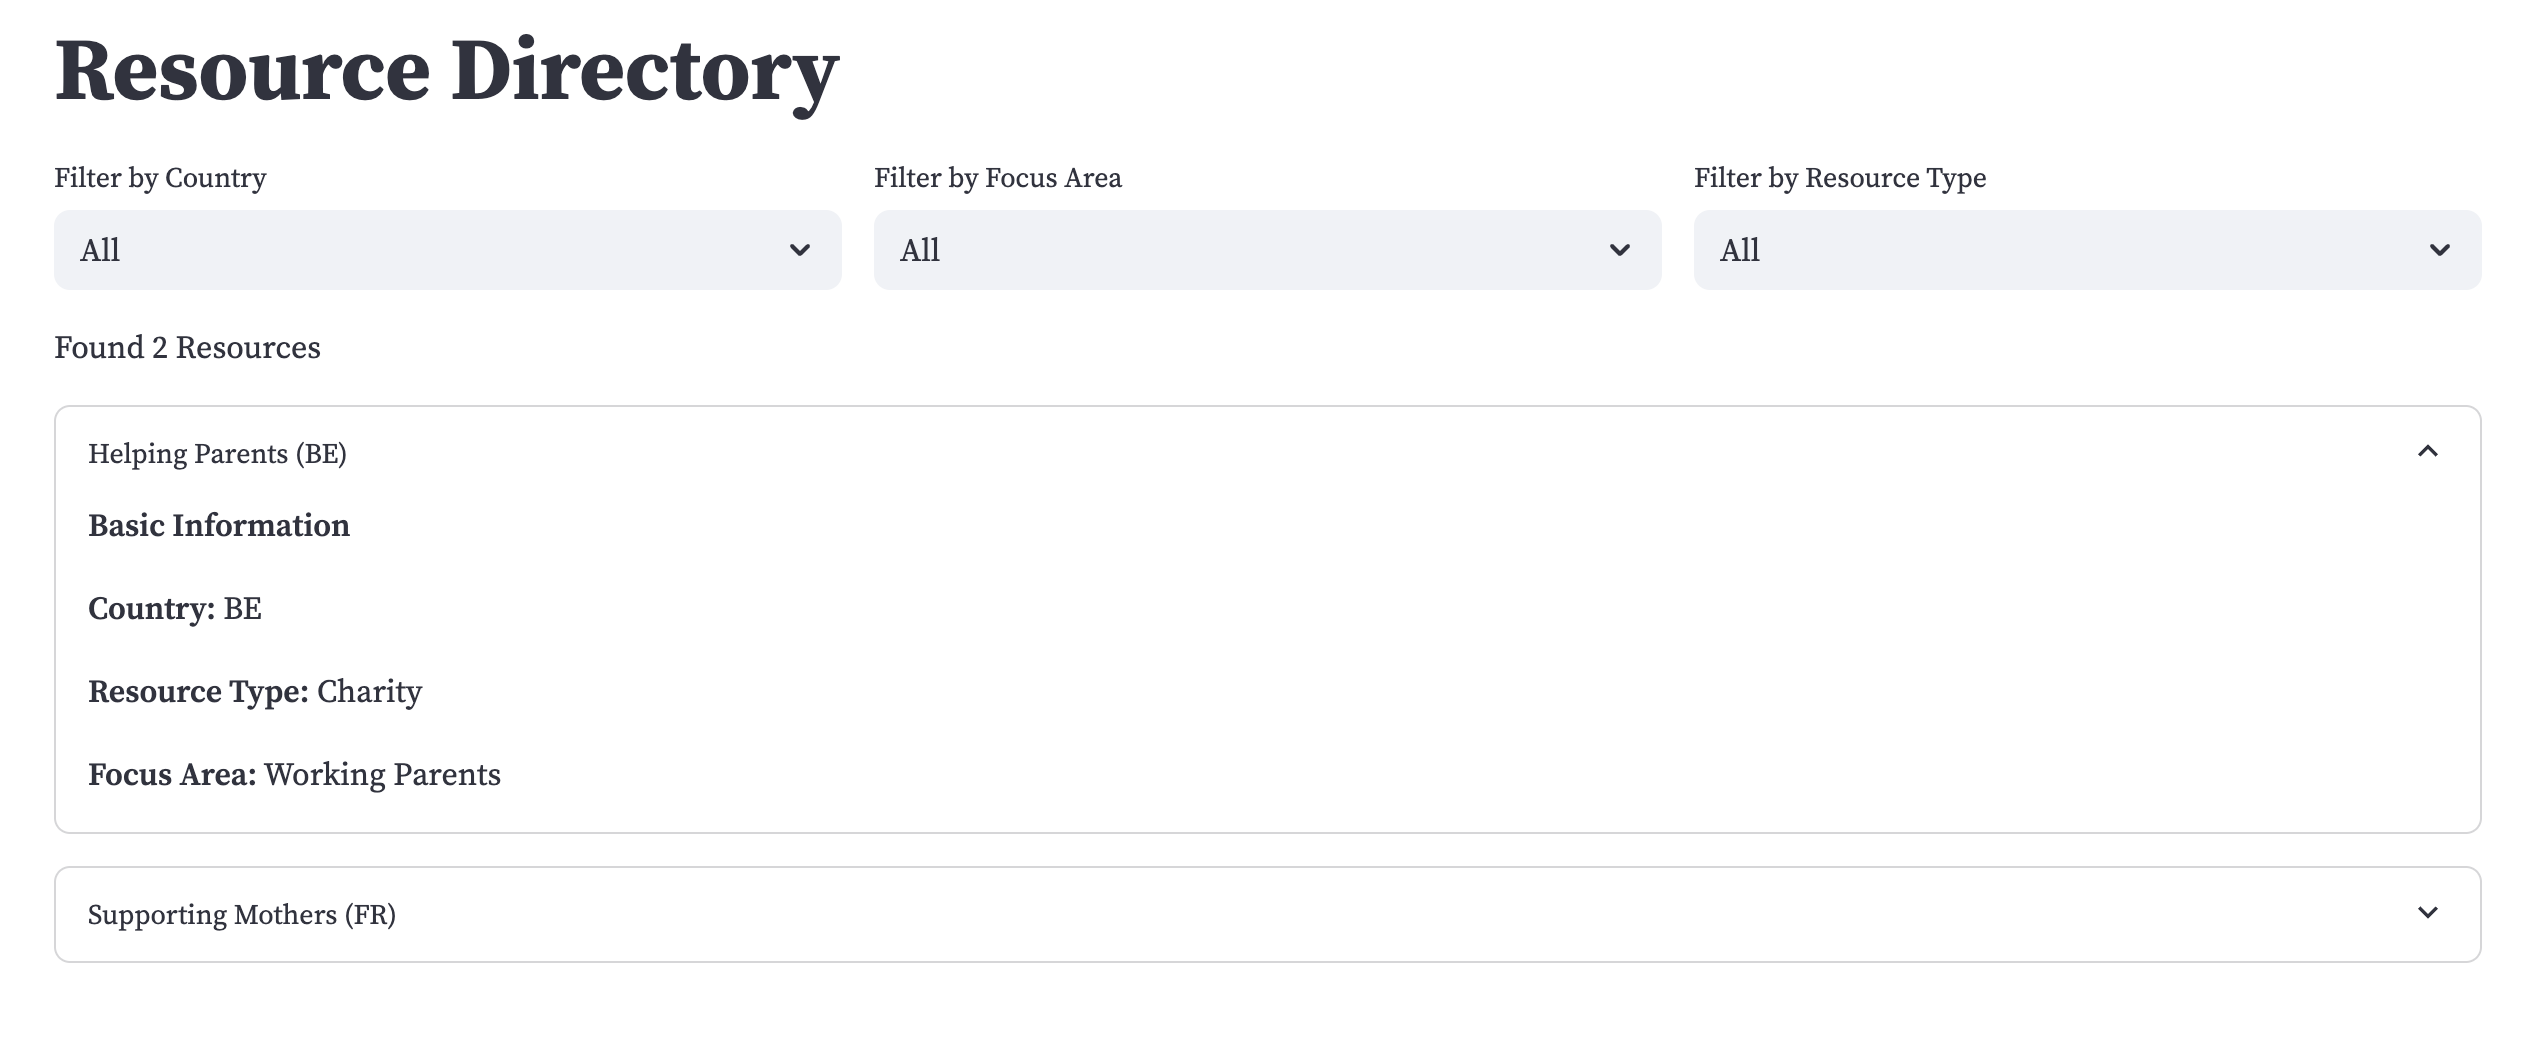 Resource Directory
Filter by Country
Filter by Focus Area
Filter by Resource Type
All
All
All
Found 2 Resources
Helping Parents (BE)
Basic Information
Country: BE
Resource Type: Charity
Focus Area: Working Parents
Supporting Mothers (FR)